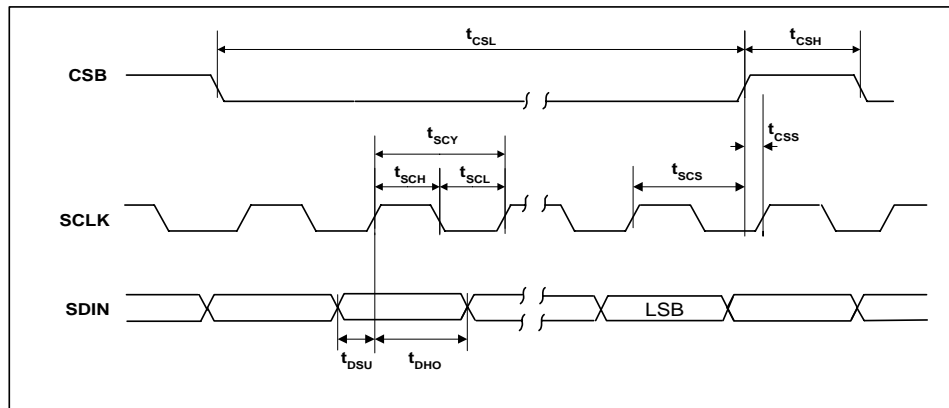 tCSL
tCSH
CSB
tCSS
tSCY
tSCH
tSCL
tSCS
SCLK
SDIN
LSB
tDSU
tDHO